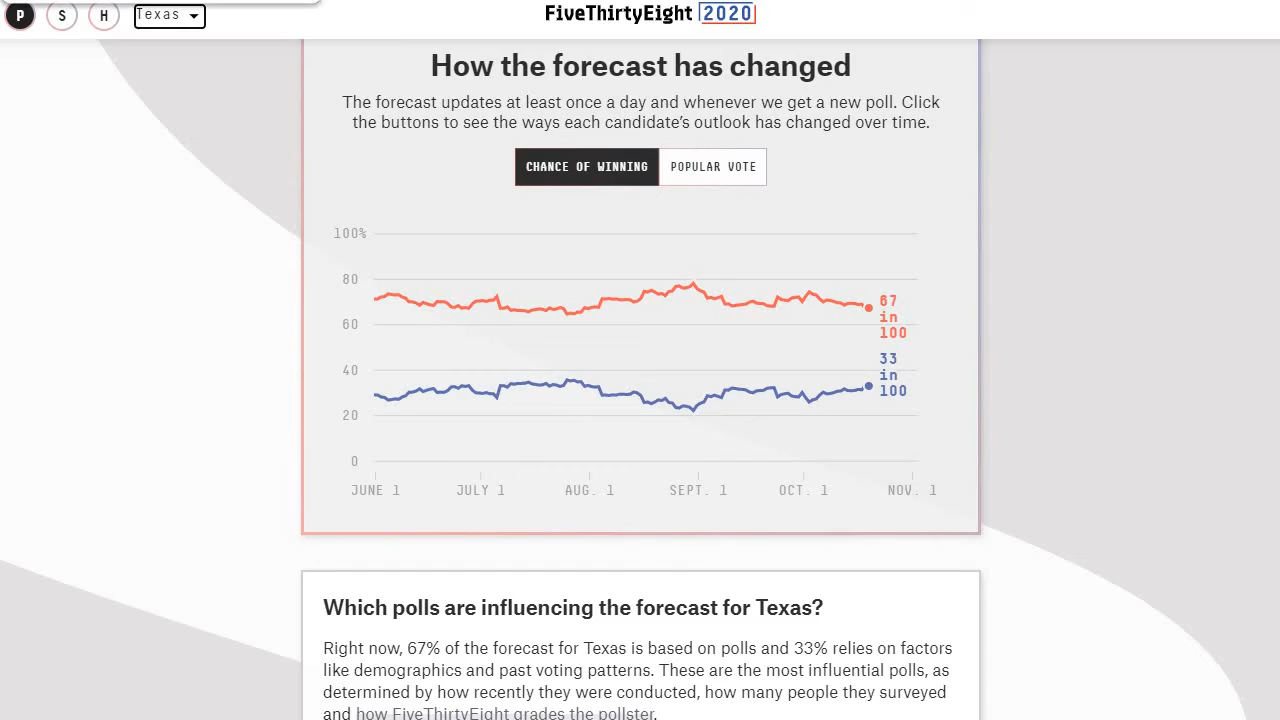 P S H Texas FiveThirtyEight 2020
How the forecast has changed
The forecast updates at least once a day and whenever we get a new poll. Click
the buttons to see the ways each candidate's outlook has changed over time.
CHANCE OF WINNING POPULAR VOTE
100%
80
67
in
100
60
33
in
100
40
20
0
JUNE 1 JULY 1 AUG. 1 SEPT. 1 OCT. 1 NOV. 1
Which polls are influencing the forecast for Texas?
Right now, 67% of the forecast for Texas is based on polls and 33% relies on factors
like demographics and past voting patterns. These are the most influential polls, as
determined by how recently they were conducted, how many people they surveyed
and how FiveThirtyEight grades the pollster.